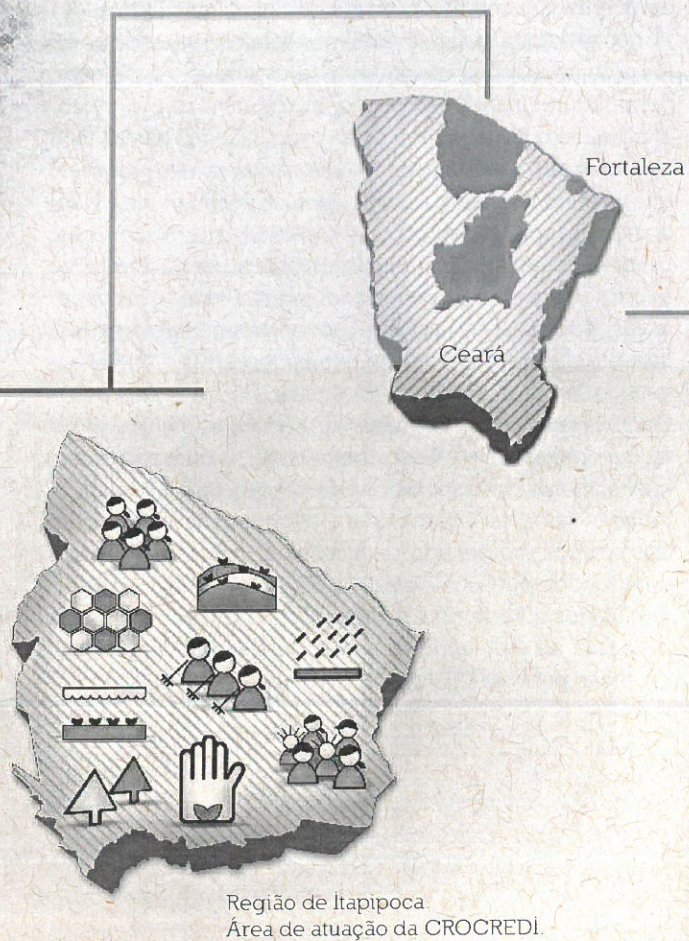 Fortaleza
Ceará
Região de Itapipoca.
Área de atuação da CROCREDI.